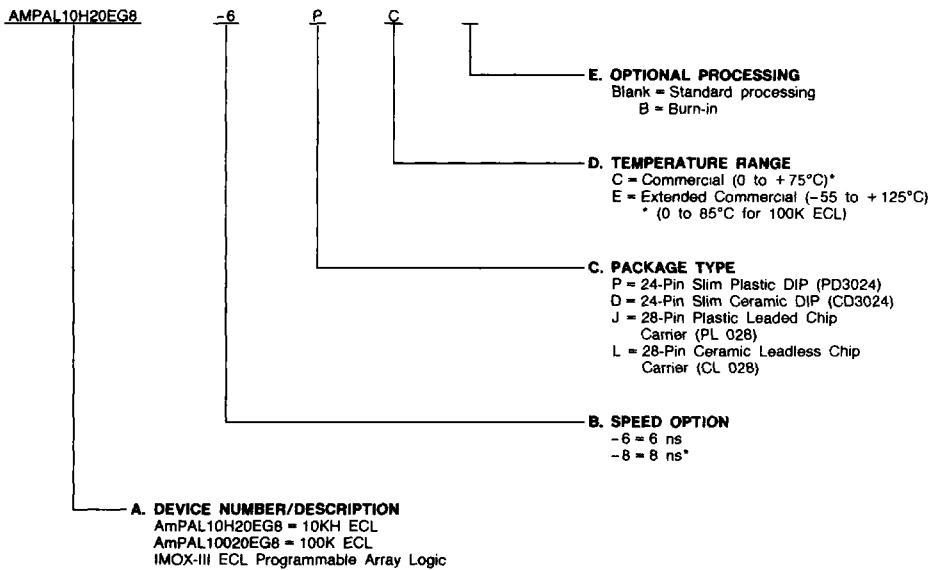 AMPAL10H20EG8 -6 P C
E. OPTIONAL PROCESSING
Blank = Standard processing
B = Burn-in
D. TEMPERATURE RANGE
C = Commercial (0 to +75°C)*
E = Extended Commercial (-55 to +125°C)
* (0 to 85°C for 100K ECL)
C. PACKAGE TYPE
P = 24-Pin Slim Plastic DIP (PD3024)
D = 24-Pin Slim Ceramic DIP (CD3024)
J = 28-Pin Plastic Leaded Chip
Carrier (PL 028)
L = 28-Pin Ceramic Leadless Chip
Carrier (CL 028)
B. SPEED OPTION
-6 = 6 ns
-8 = 8 ns*
A. DEVICE NUMBER/DESCRIPTION
AmPAL10H20EG8 = 10KH ECL
AmPAL10020EG8 = 100K ECL
IMOX-III ECL Programmable Array Logic